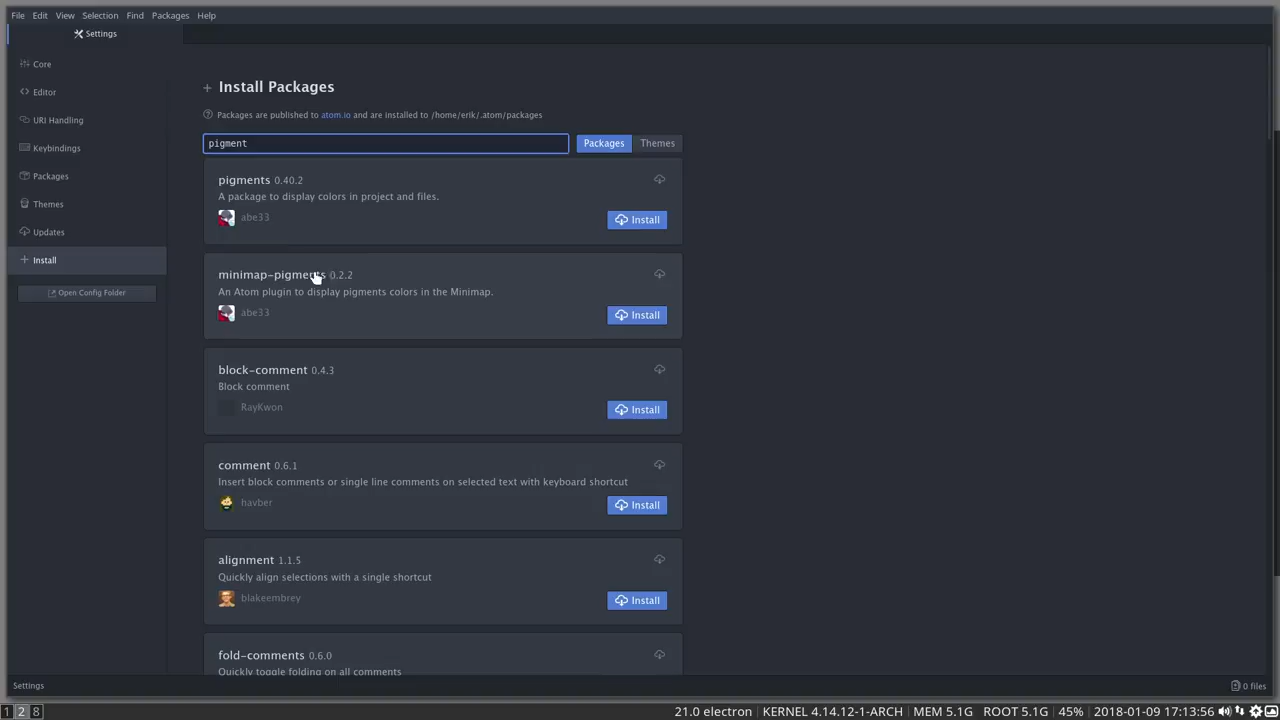 File Edit View Selection Find Packages Help
Settings
Core
Editor
URI Handling
Keybindings
Packages
Themes
Updates
Install
Open Config Folder
Install Packages
Packages are published to atom.io and are installed to /home/erik/.atom/packages
pigment
Packages Themes
pigments 0.40.2
A package to display colors in project and files.
abe33
Install
minimap-pigments 0.2.2
An Atom plugin to display pigments colors in the Minimap.
abe33
Install
block-comment 0.4.3
Block comment
RayKwon
Install
comment 0.6.1
Insert block comments or single line comments on selected text with keyboard shortcut
havber
Install
alignment 1.1.5
Quickly align selections with a single shortcut
blakeembrey
Install
fold-comments 0.6.0
Quickly toggle folding on all comments
Settings 0 files
1 2 8 21.0 electron KERNEL 4.14.12-1-ARCH MEM 5.1G ROOT 5.1G 45% 2018-01-09 17:13:56